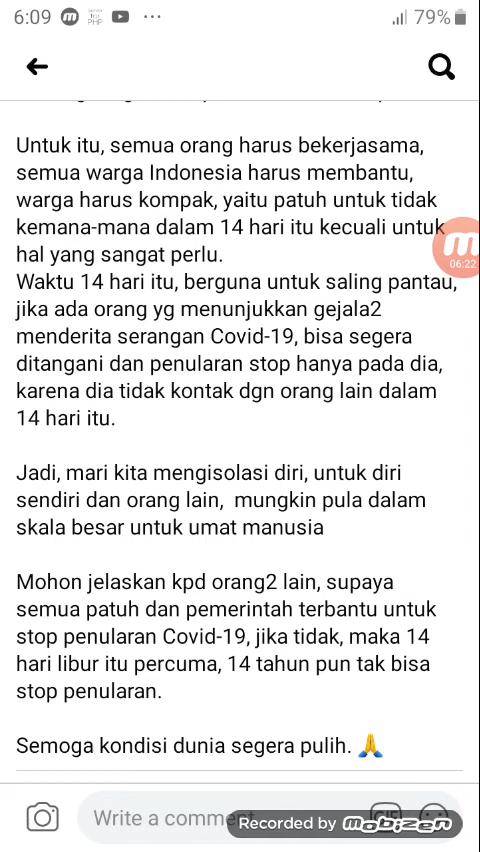 6:09
79%
Untuk itu, semua orang harus bekerjasama,
semua warga Indonesia harus membantu,
warga harus kompak, yaitu patuh untuk tidak
kemana-mana dalam 14 hari itu kecuali untuk
hal yang sangat perlu.
06:22
Waktu 14 hari itu, berguna untuk saling pantau,
jika ada orang yg menunjukkan gejala2
menderita serangan Covid-19, bisa segera
ditangani dan penularan stop hanya pada dia,
karena dia tidak kontak dgn orang lain dalam
14 hari itu.
Jadi, mari kita mengisolasi diri, untuk diri
sendiri dan orang lain,  mungkin pula dalam
skala besar untuk umat manusia
Mohon jelaskan kpd orang2 lain, supaya
semua patuh dan pemerintah terbantu untuk
stop penularan Covid-19, jika tidak, maka 14
hari libur itu percuma, 14 tahun pun tak bisa
stop penularan.
Semoga kondisi dunia segera pulih. 🙏
Write a comment
GIF
Recorded by mobizen